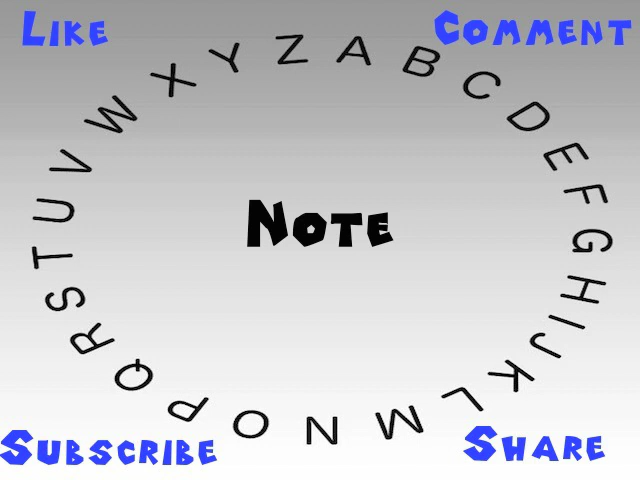 Like
Comment
A B C D E F G H I J K L M N O P Q R S T U V W X Y Z
Note
Subscribe
Share